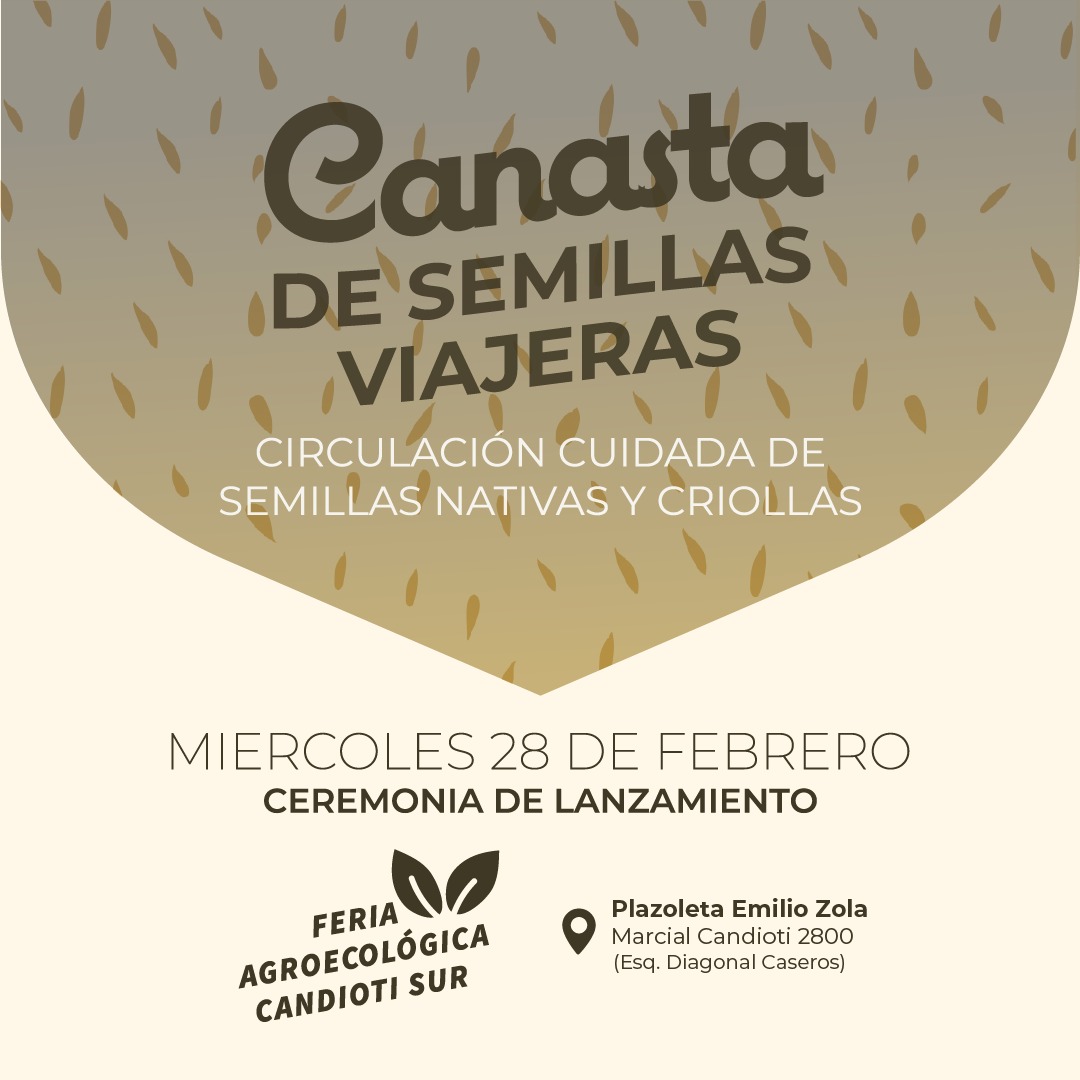 Canasta
DE SEMILLAS
VIAJERAS
CIRCULACIÓN CUIDADA DE
SEMILLAS NATIVAS Y CRIOLLAS
MIERCOLES 28 DE FEBRERO
CEREMONIA DE LANZAMIENTO
FERIA
AGROECOLÓGICA
CANDIOTI SUR
Plazoleta Emilio Zola
Marcial Candioti 2800
(Esq. Diagonal Caseros)